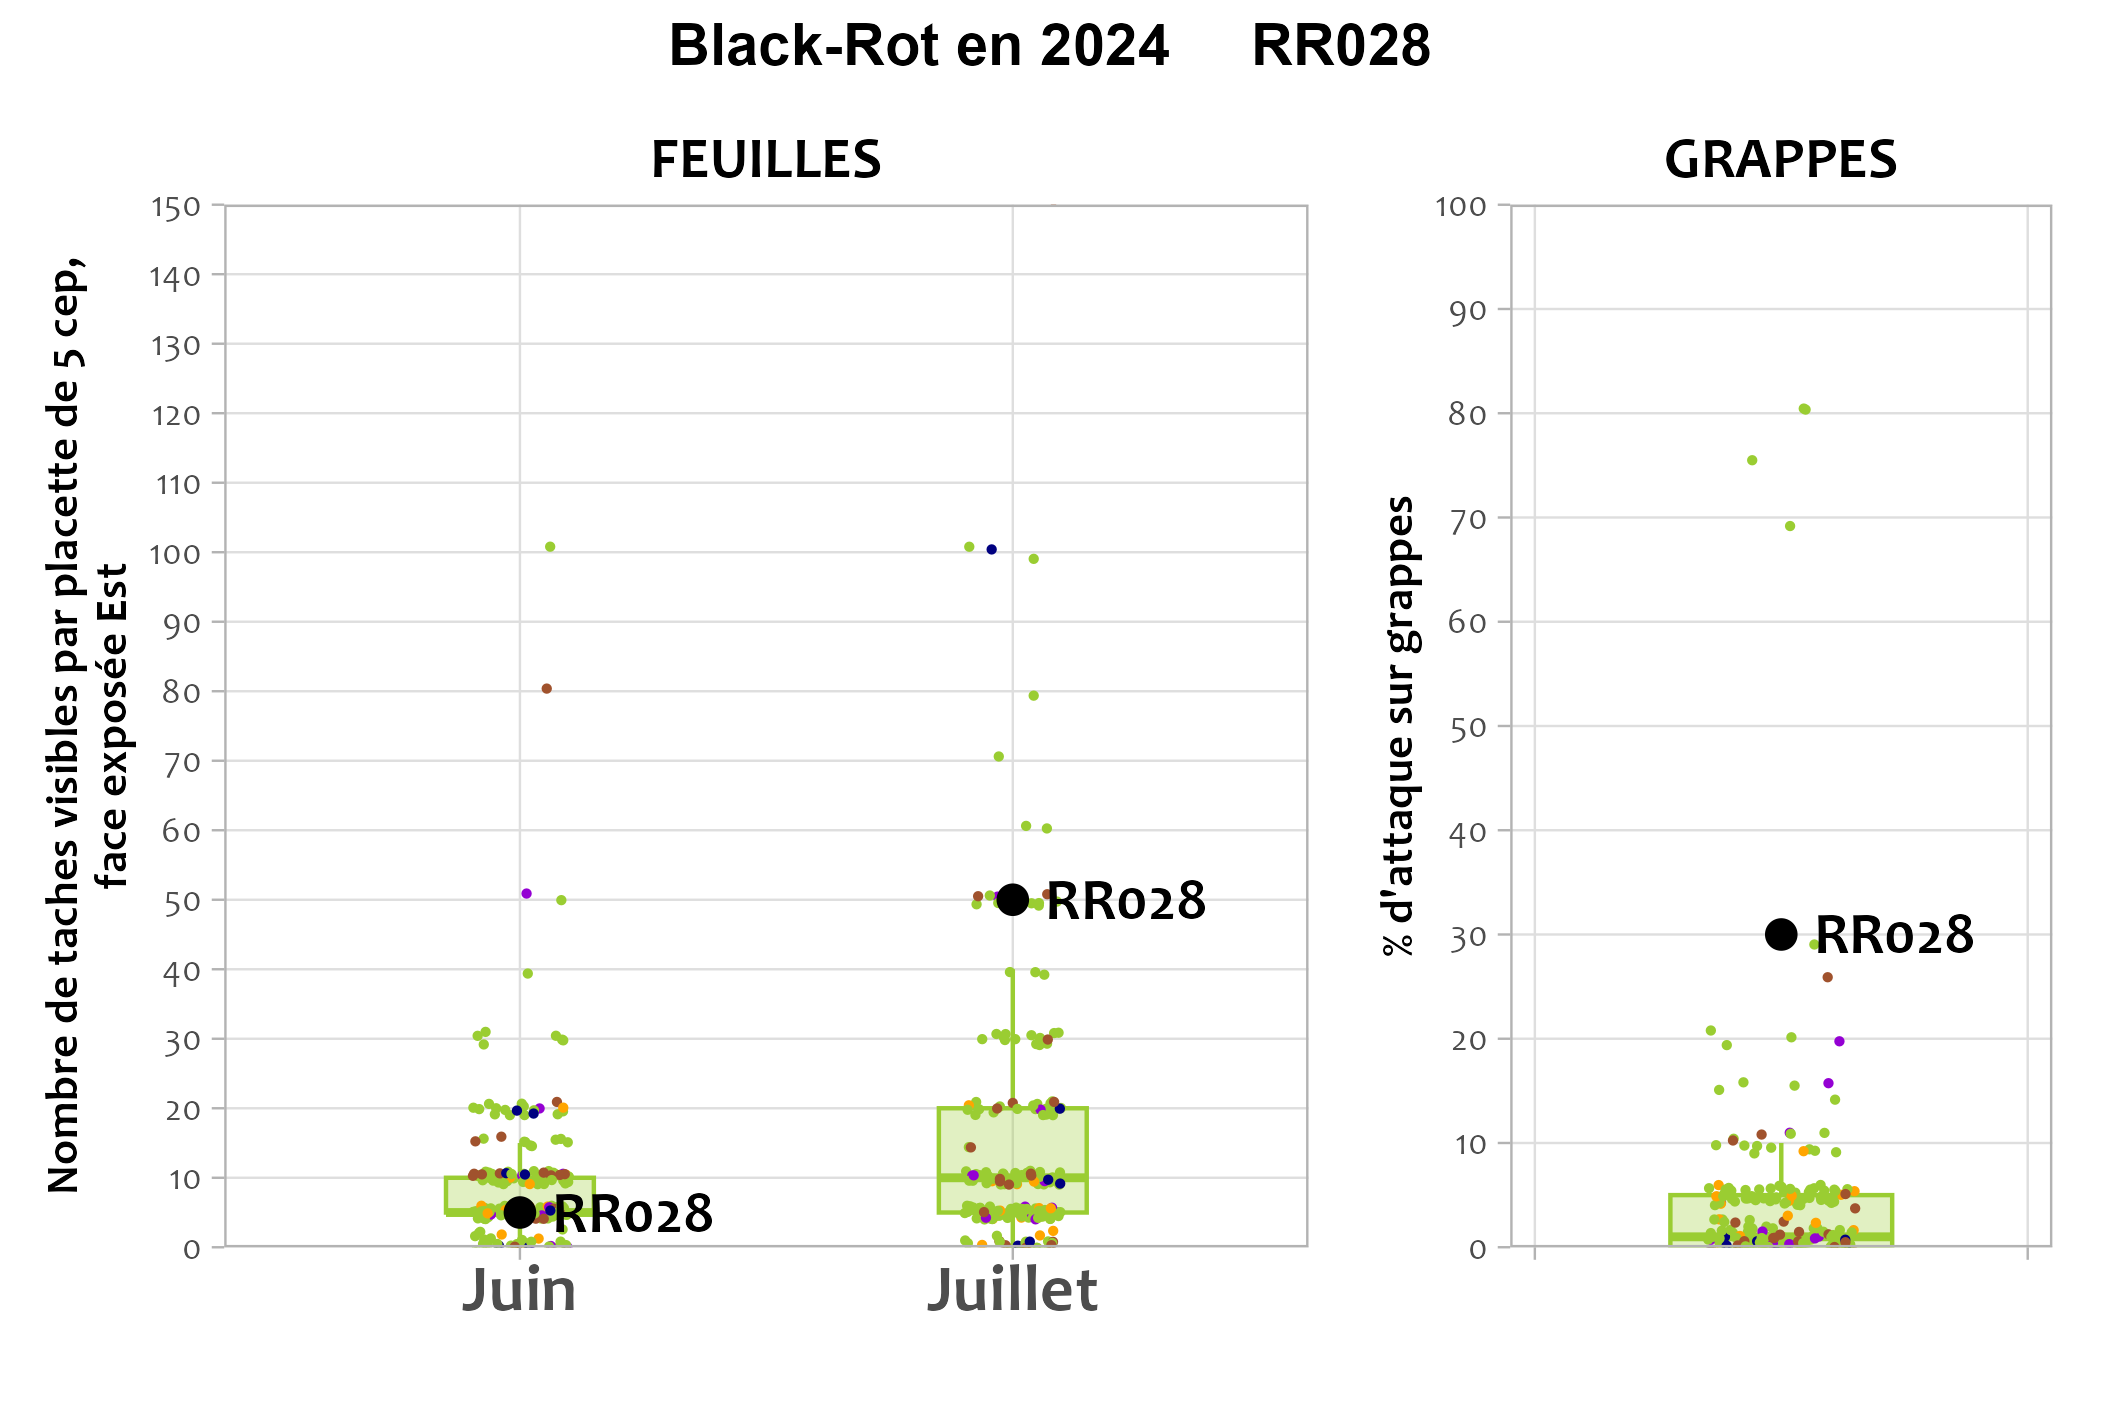 Black-Rot en 2024 RR028
FEUILLES
GRAPPES
Nombre de taches visibles par placette de 5 cep,
face exposée Est
150
140
130
120
110
100
90
80
70
60
50
40
30
20
10
0
RR028
RR028
Juin
Juillet
% d'attaque sur grappes
100
90
80
70
60
50
40
30
20
10
0
RR028